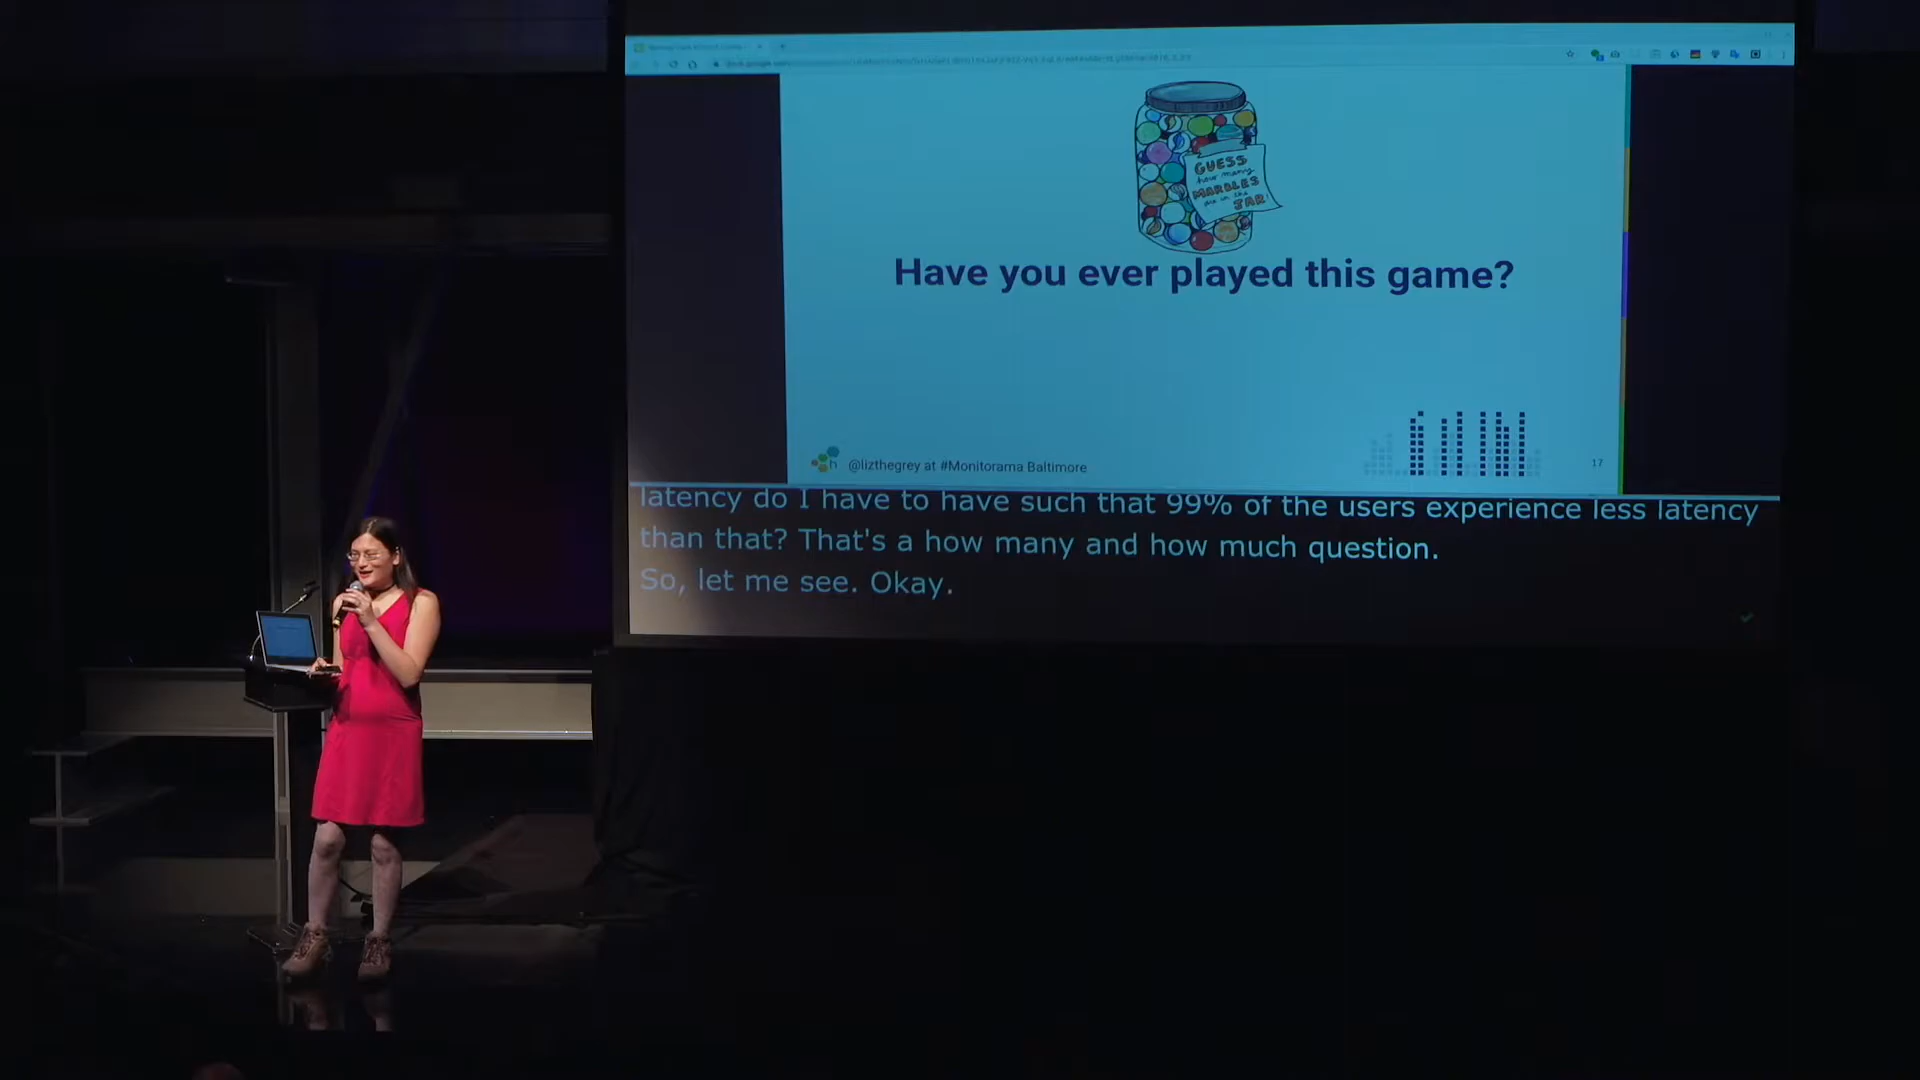 GUESS
how many
MARBLES
are in the
JAR!
Have you ever played this game?
h @lizthegrey at #Monitorama Baltimore
17
latency do I have to have such that 99% of the users experience less latency
than that? That's a how many and how much question.
So, let me see. Okay.